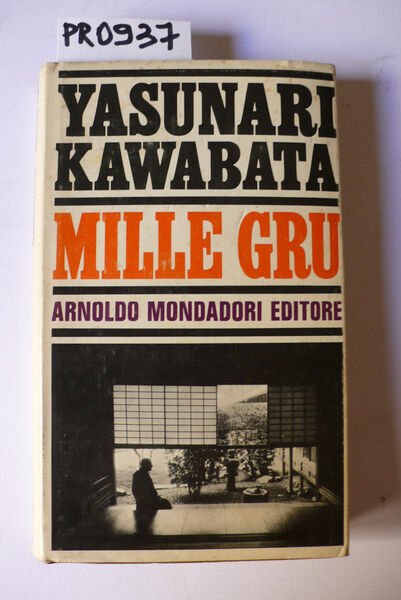 PR0937
YASUNARI
KAWABATA
MILLE GRU
ARNOLDO MONDADORI EDITORE